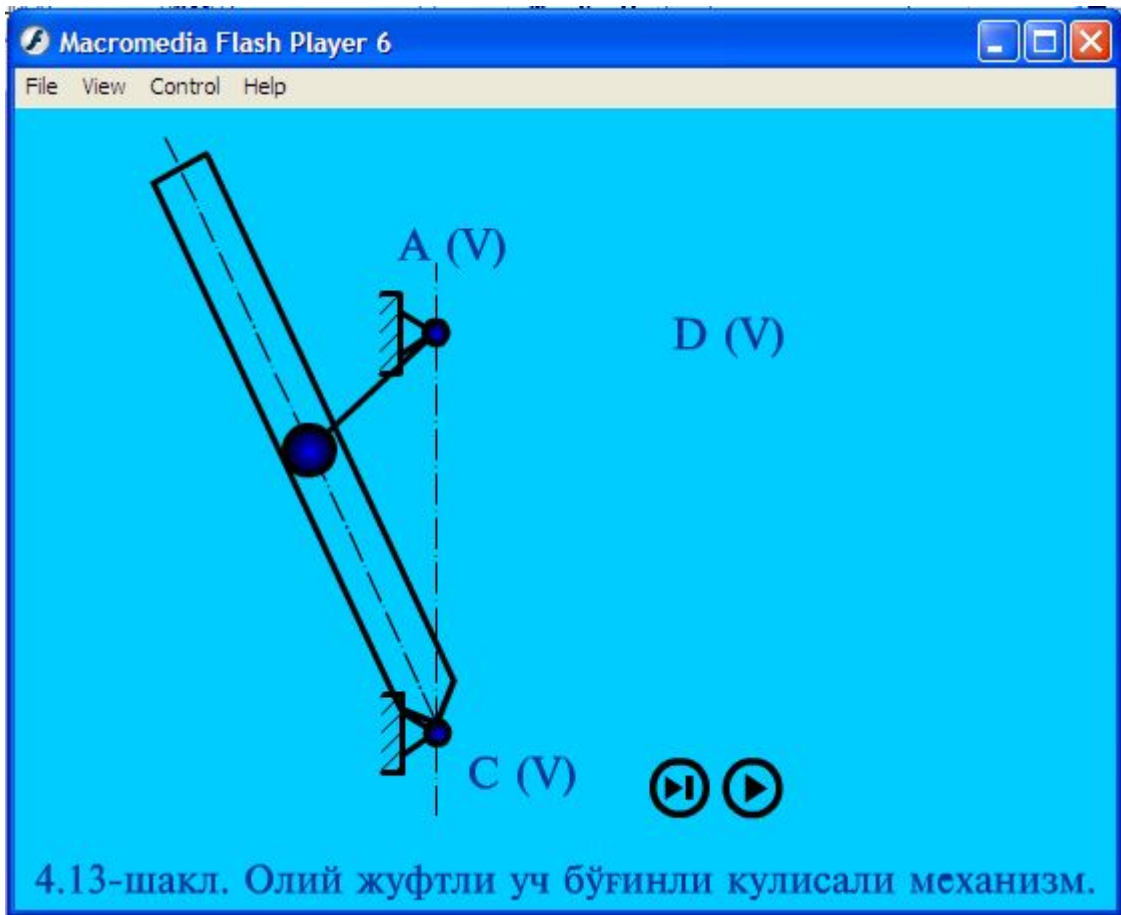 Macromedia Flash Player 6
File View Control Help
A (V)
D (V)
C (V)
4.13-шакл. Олий жуфтли уч бўғинли кулисали механизм.